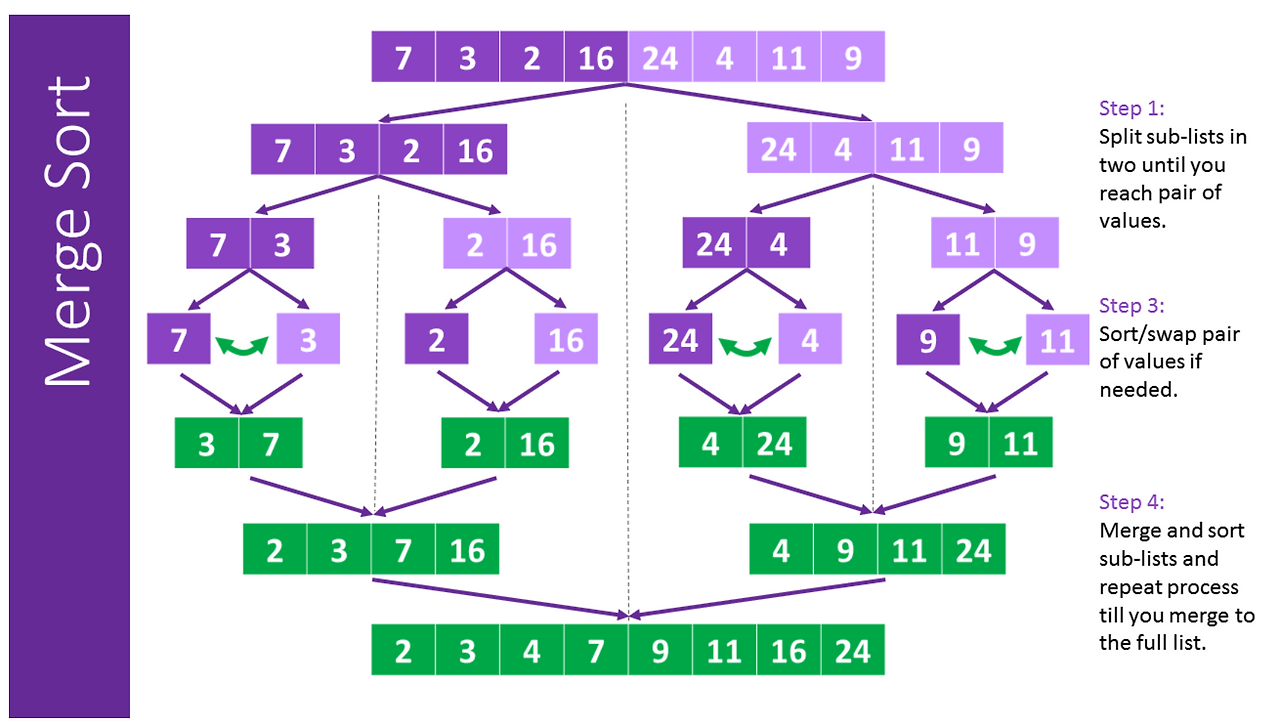 Merge Sort
7 3 2 16 24 4 11 9
Step 1:
Split sub-lists in
two until you
reach pair of
values.
7 3 2 16
24 4 11 9
7 3
2 16
24 4
11 9
Step 3:
Sort/swap pair
of values if
needed.
7
3
2
16
24
4
9
11
3 7
2 16
4 24
9 11
Step 4:
Merge and sort
sub-lists and
repeat process
till you merge to
the full list.
2 3 7 16
4 9 11 24
2 3 4 7 9 11 16 24